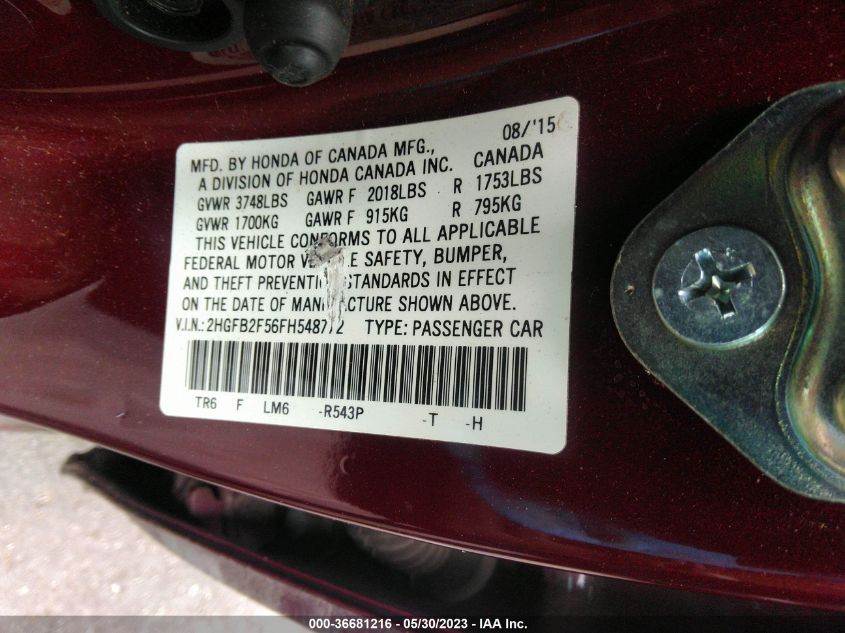 08/'15
MFD. BY HONDA OF CANADA MFG.,
A DIVISION OF HONDA CANADA INC. CANADA
GVWR 3748LBS GAWR F 2018LBS R 1753LBS
GVWR 1700KG GAWR F 915KG R 795KG
THIS VEHICLE CONFORMS TO ALL APPLICABLE
FEDERAL MOTOR VEHICLE SAFETY, BUMPER,
AND THEFT PREVENTION STANDARDS IN EFFECT
ON THE DATE OF MANUFACTURE SHOWN ABOVE.
V.I.N.: TYPE: PASSENGER CAR
TR6 F LM6 -R543P -T -H
000-36681216 - 05/30/2023 - IAA Inc.